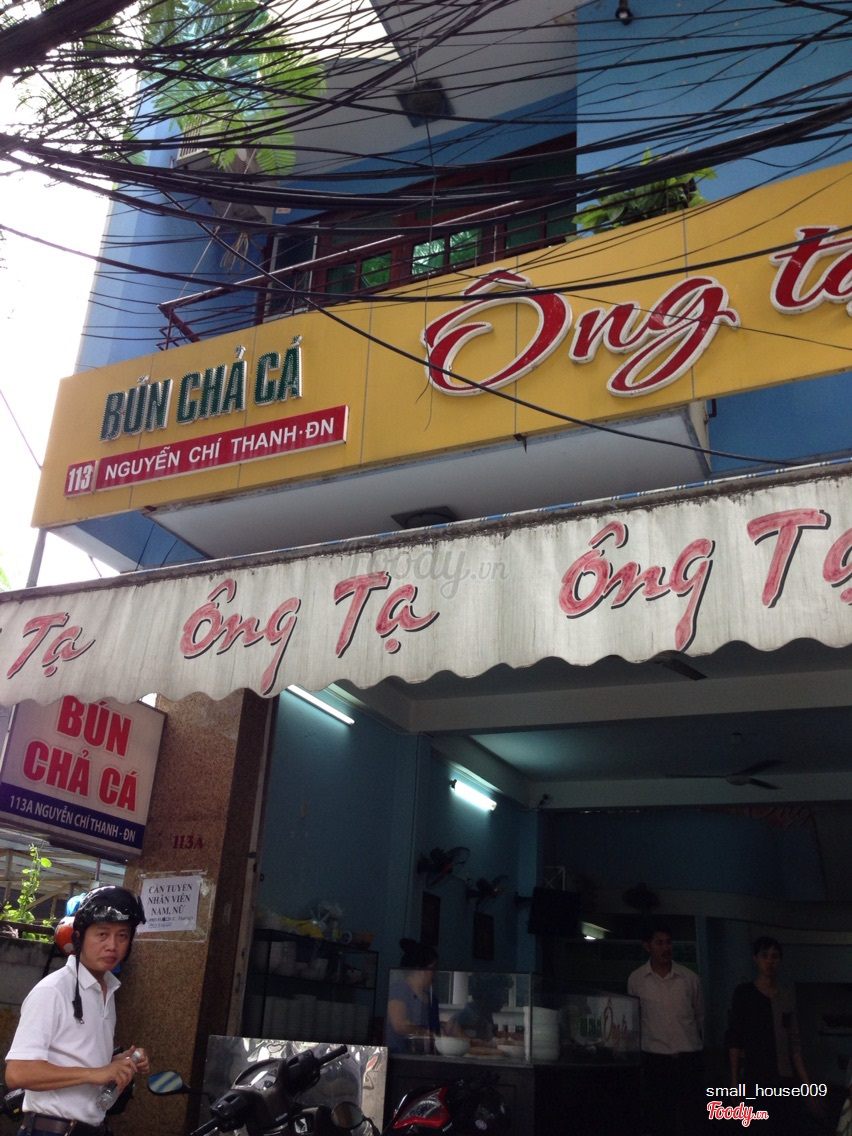 BÚN CHẢ CÁ
Ông tạ
113 NGUYỄN CHÍ THANH·ĐN
Foody.vn
Tạ Ông Tạ Ông Tạ
BÚN
CHẢ CÁ
113A NGUYỄN CHÍ THANH - ĐN
113A
CẦN TUYỂN
NHÂN VIÊN
NAM, NỮ
small_house009
Foody.vn